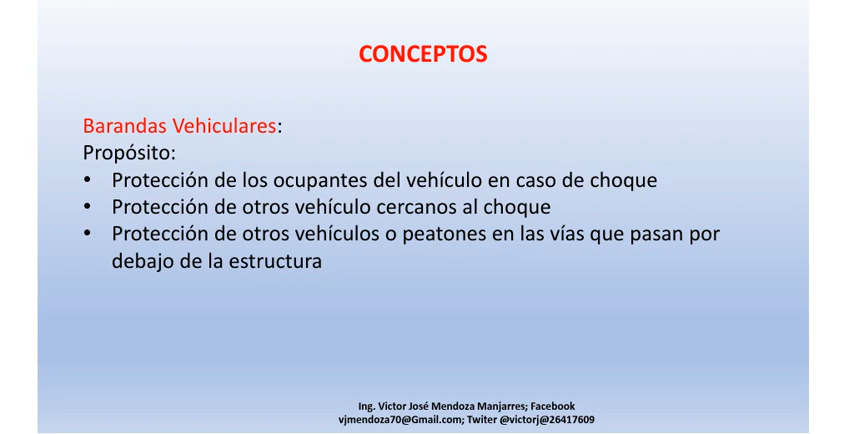 CONCEPTOS
Barandas Vehiculares:
Propósito:
• Protección de los ocupantes del vehículo en caso de choque
• Protección de otros vehículo cercanos al choque
• Protección de otros vehículos o peatones en las vías que pasan por
debajo de la estructura
Ing. Victor José Mendoza Manjarres; Facebook
vjmendoza70@Gmail.com; Twiter @victorj@26417609